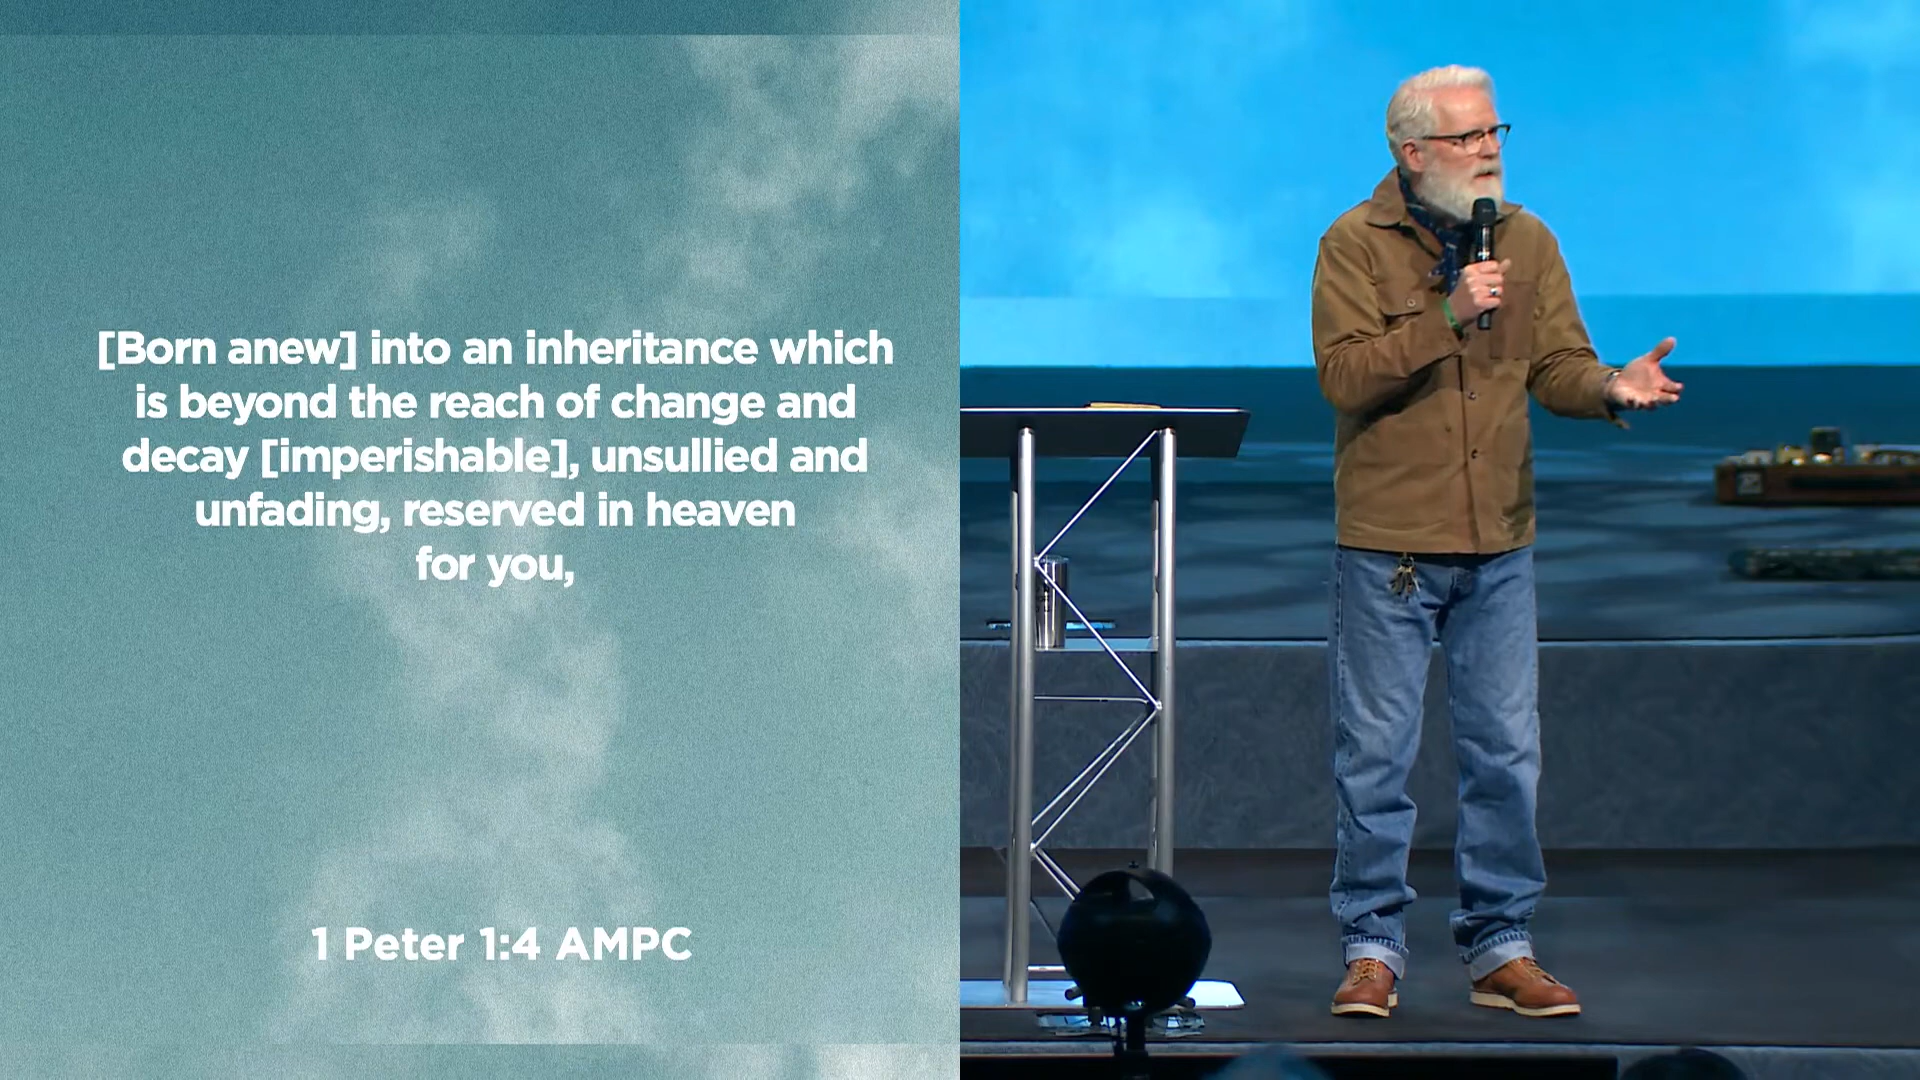 [Born anew] into an inheritance which
is beyond the reach of change and
decay [imperishable], unsullied and
unfading, reserved in heaven
for you,
1 Peter 1:4 AMPC